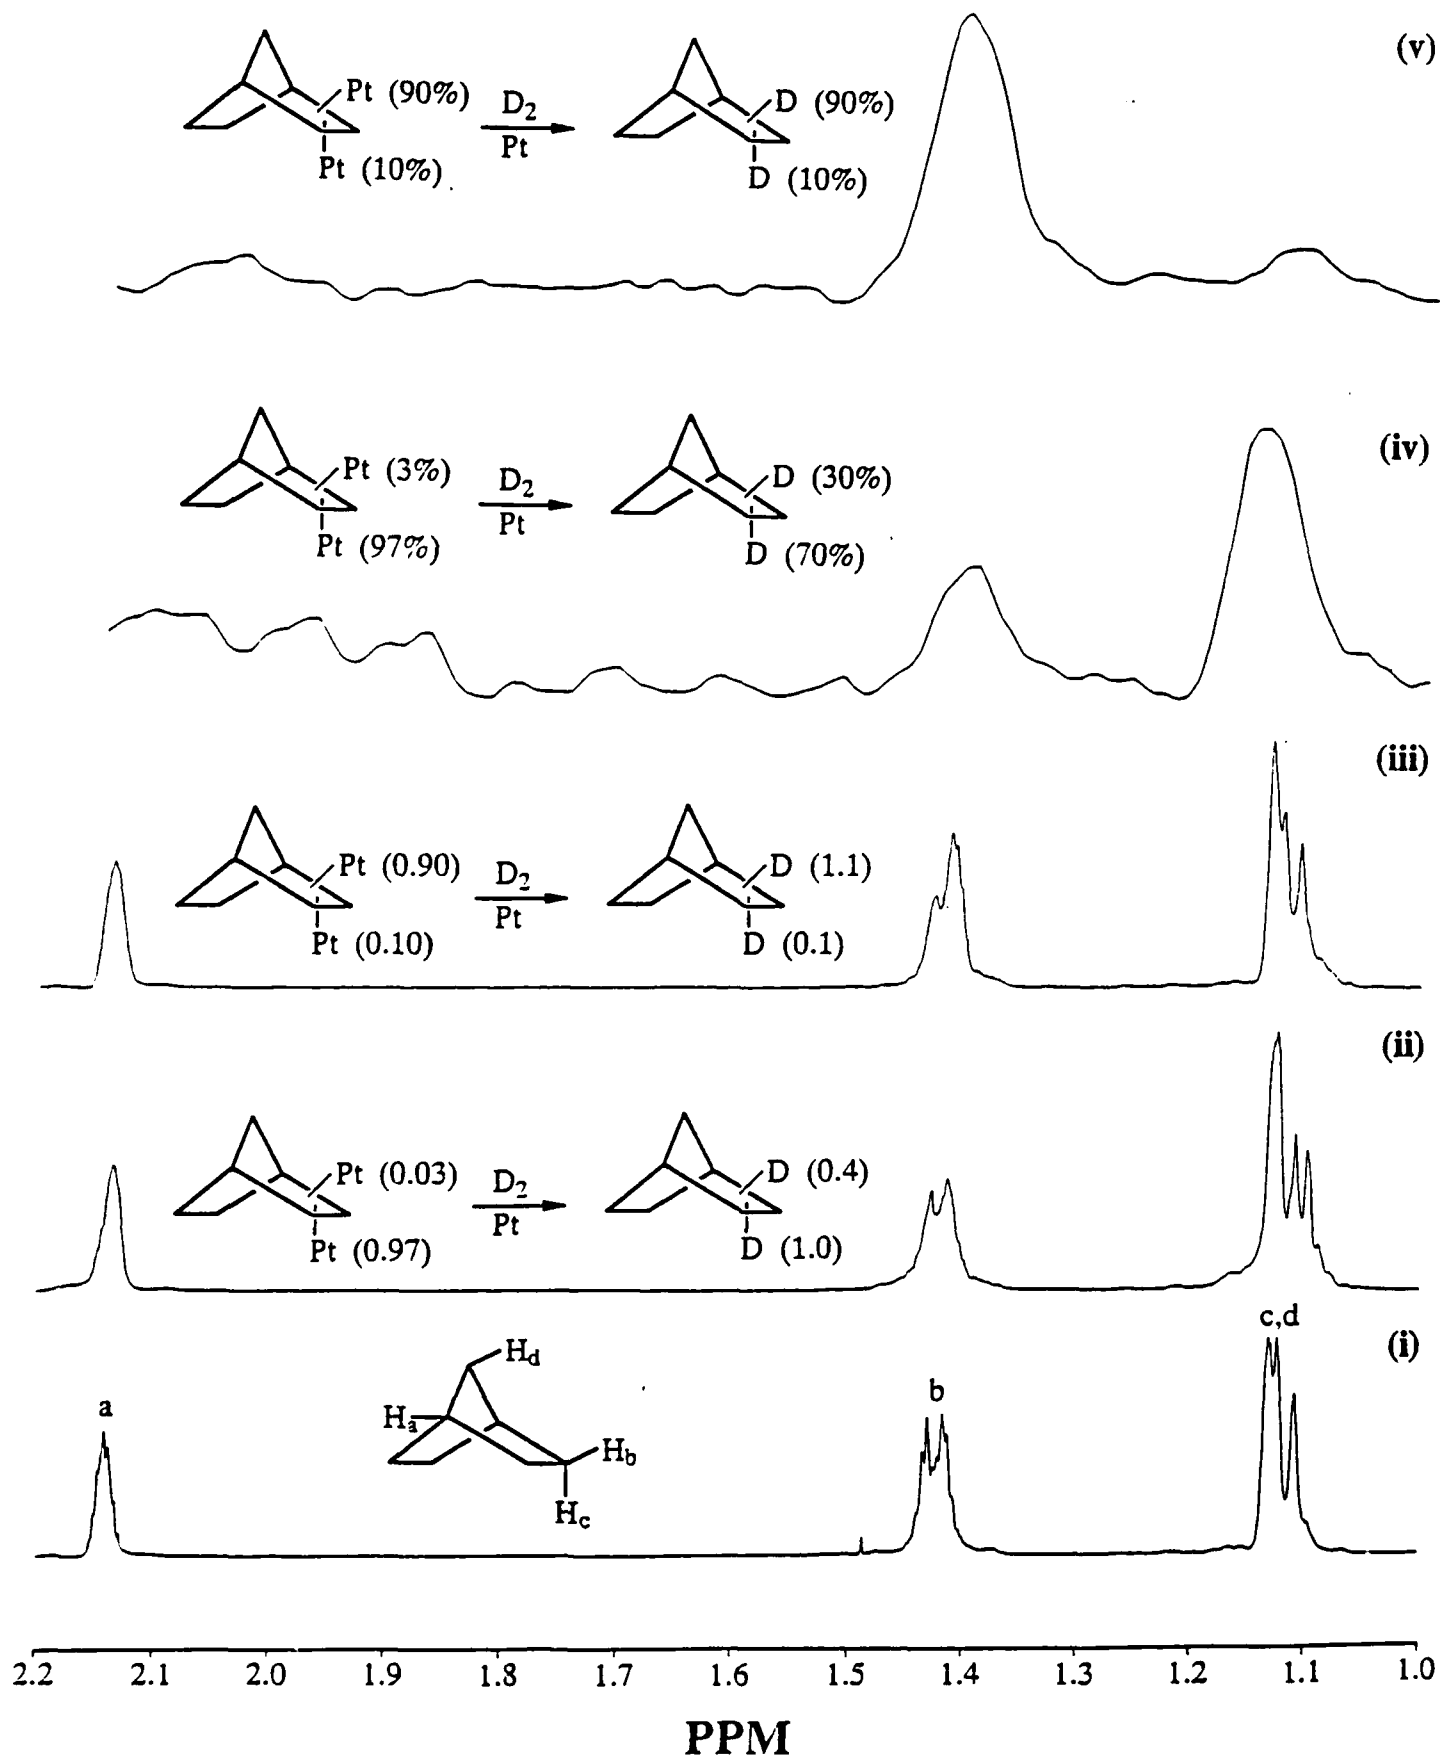 (v)
Pt (90%)
D2
Pt
D (90%)
Pt (10%)
D (10%)
(iv)
Pt (3%)
D2
Pt
D (30%)
Pt (97%)
D (70%)
(iii)
Pt (0.90)
D2
Pt
D (1.1)
Pt (0.10)
D (0.1)
(ii)
Pt (0.03)
D2
Pt
D (0.4)
Pt (0.97)
D (1.0)
c,d
(i)
Hd
b
a
Ha
Hb
Hc
2.2 2.1 2.0 1.9 1.8 1.7 1.6 1.5 1.4 1.3 1.2 1.1 1.0
PPM